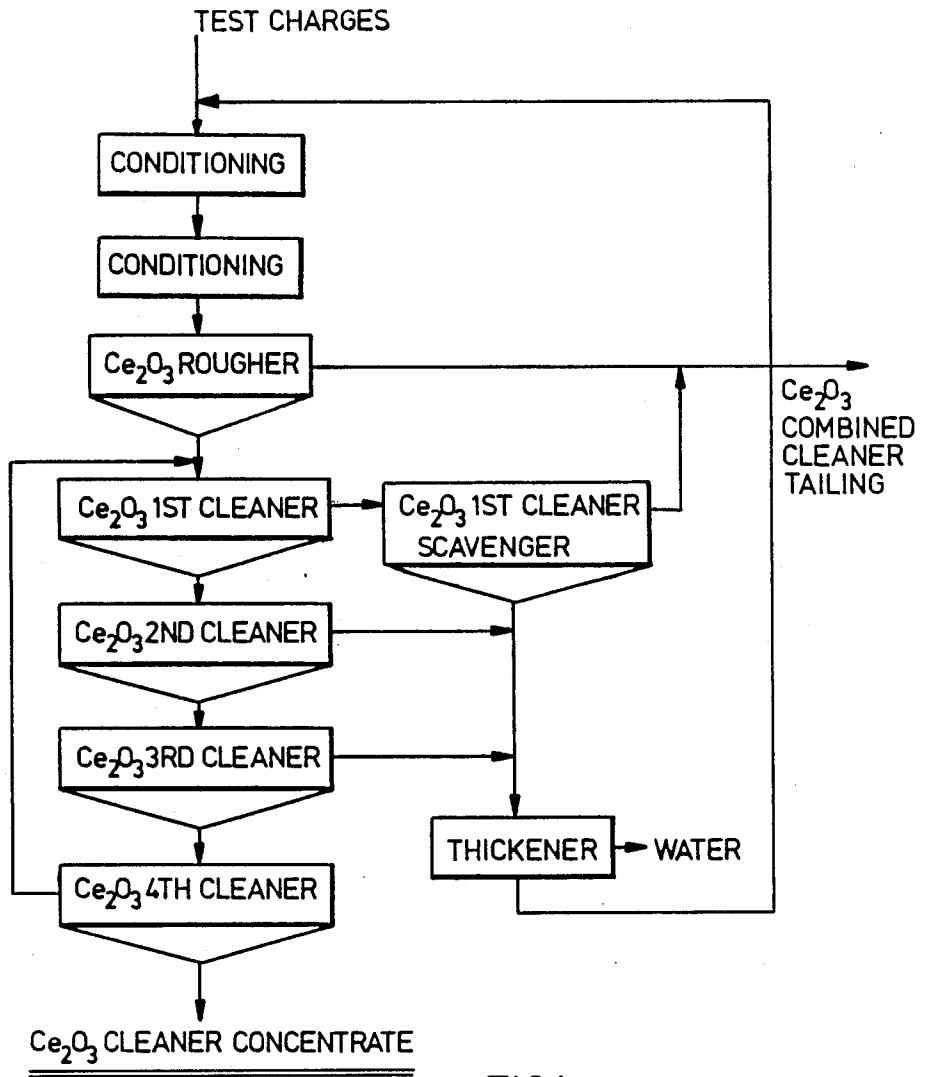 TEST CHARGES
CONDITIONING
CONDITIONING
Ce₂O₃ ROUGHER
Ce₂O₃
COMBINED
CLEANER
TAILING
Ce₂O₃ 1ST CLEANER
Ce₂O₃ 1ST CLEANER
SCAVENGER
Ce₂O₃ 2ND CLEANER
Ce₂O₃ 3RD CLEANER
THICKENER
WATER
Ce₂O₃ 4TH CLEANER
Ce₂O₃ CLEANER CONCENTRATE